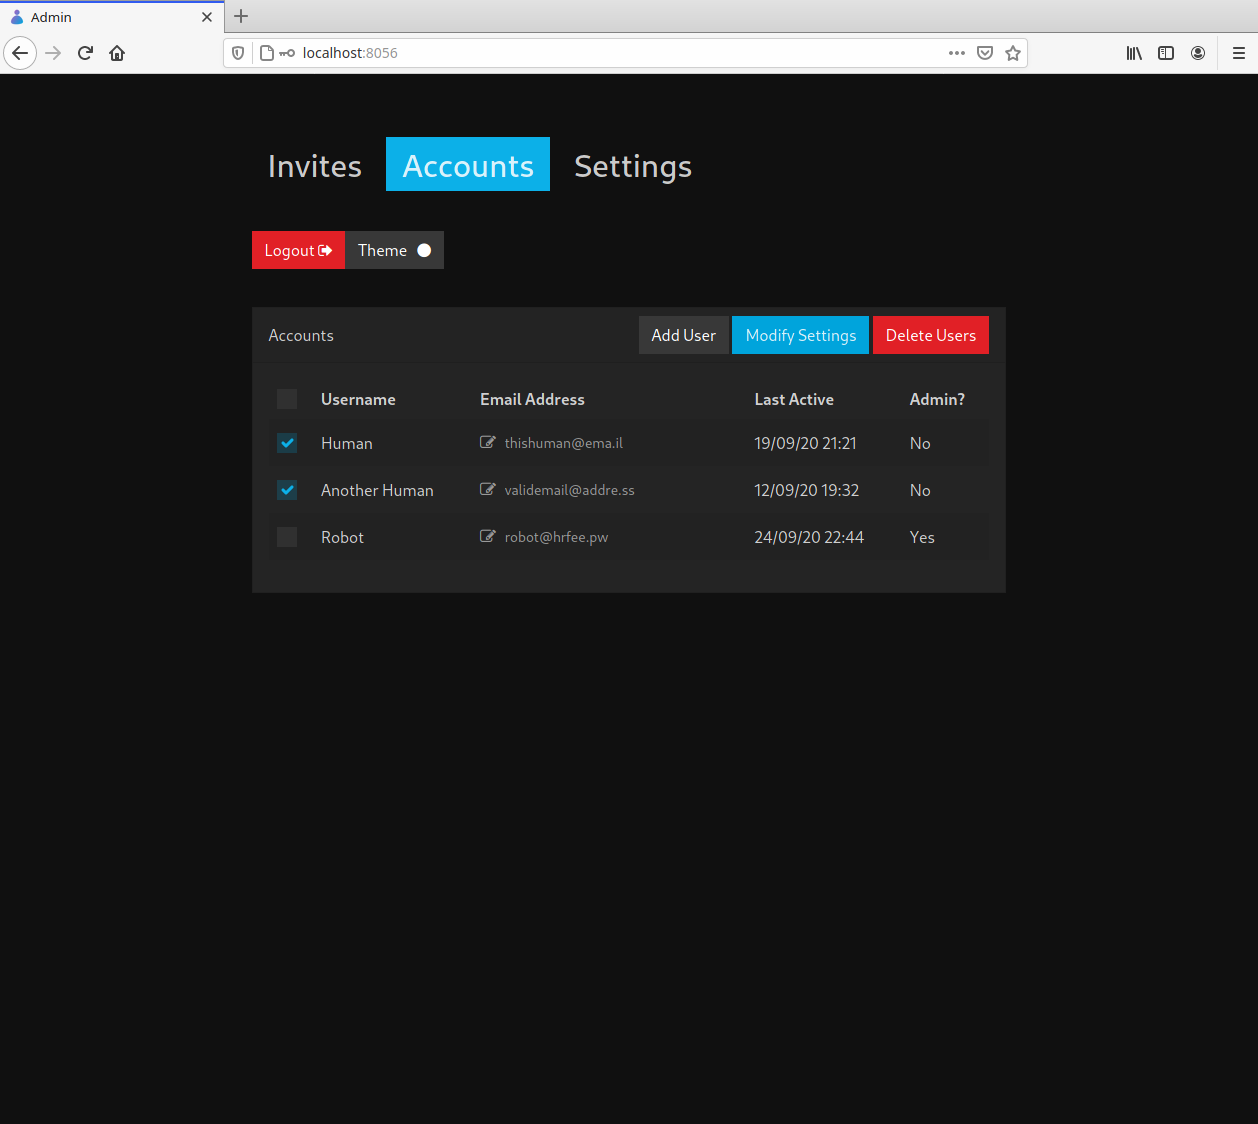 Admin
localhost:8056
Invites Accounts Settings
Logout Theme
Accounts Add User Modify Settings Delete Users
Username Email Address Last Active Admin?
Human thishuman@ema.il 19/09/20 21:21 No
Another Human validemail@addre.ss 12/09/20 19:32 No
Robot robot@hrfee.pw 24/09/20 22:44 Yes